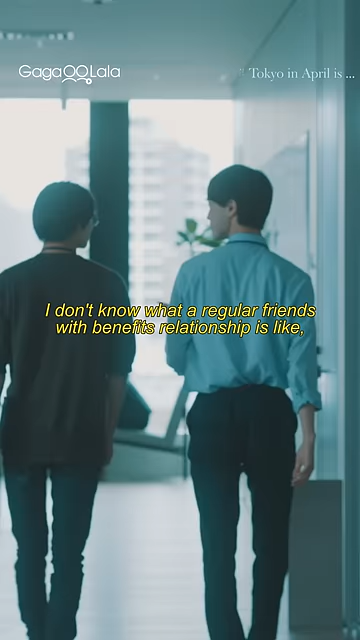 GagaOOLala
" Tokyo in April is ...
I don't know what a regular friends
with benefits relationship is like,